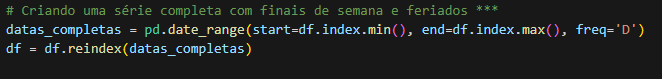 # Criando uma série completa com finais de semana e feriados ***
datas_completas = pd.date_range(start=df.index.min(), end=df.index.max(), freq='D')
df = df.reindex(datas_completas)